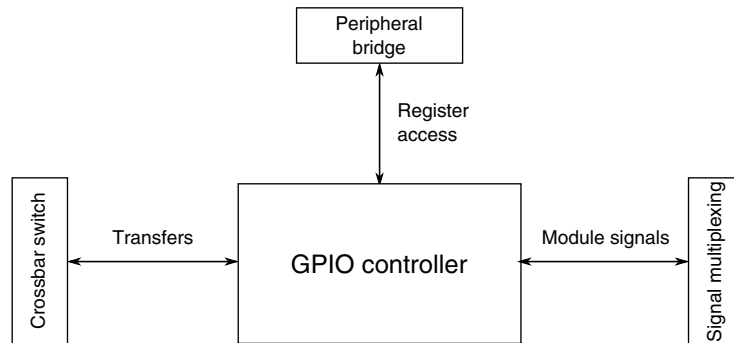 Peripheral
bridge
Register
access
Crossbar switch
Transfers
GPIO controller
Module signals
Signal multiplexing